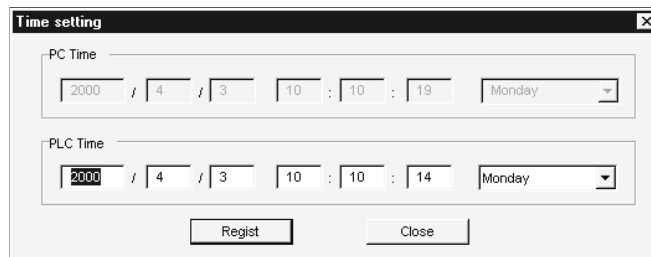 Time setting
PC Time
2000 / 4 / 3 10 : 10 : 19 Monday
PLC Time
2000 / 4 / 3 10 : 10 : 14 Monday
Regist Close